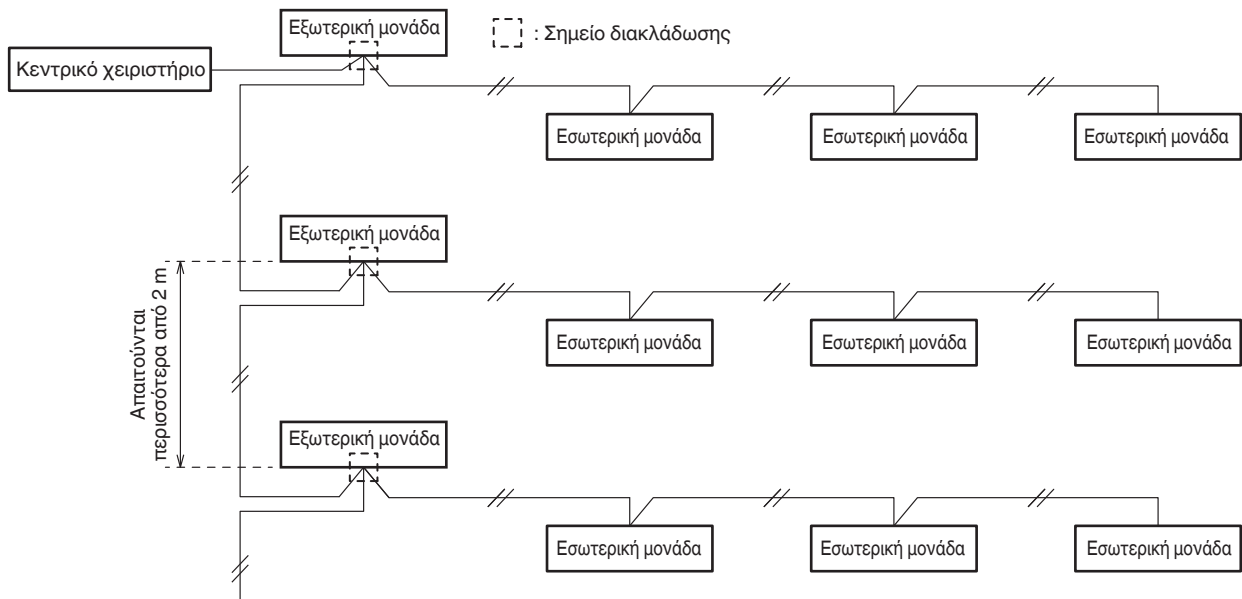 Εξωτερική μονάδα
: Σημείο διακλάδωσης
Κεντρικό χειριστήριο
Εσωτερική μονάδα
Εσωτερική μονάδα
Εσωτερική μονάδα
Εξωτερική μονάδα
Απαιτούνται
περισσότερα από 2 m
Εσωτερική μονάδα
Εσωτερική μονάδα
Εσωτερική μονάδα
Εξωτερική μονάδα
Εσωτερική μονάδα
Εσωτερική μονάδα
Εσωτερική μονάδα